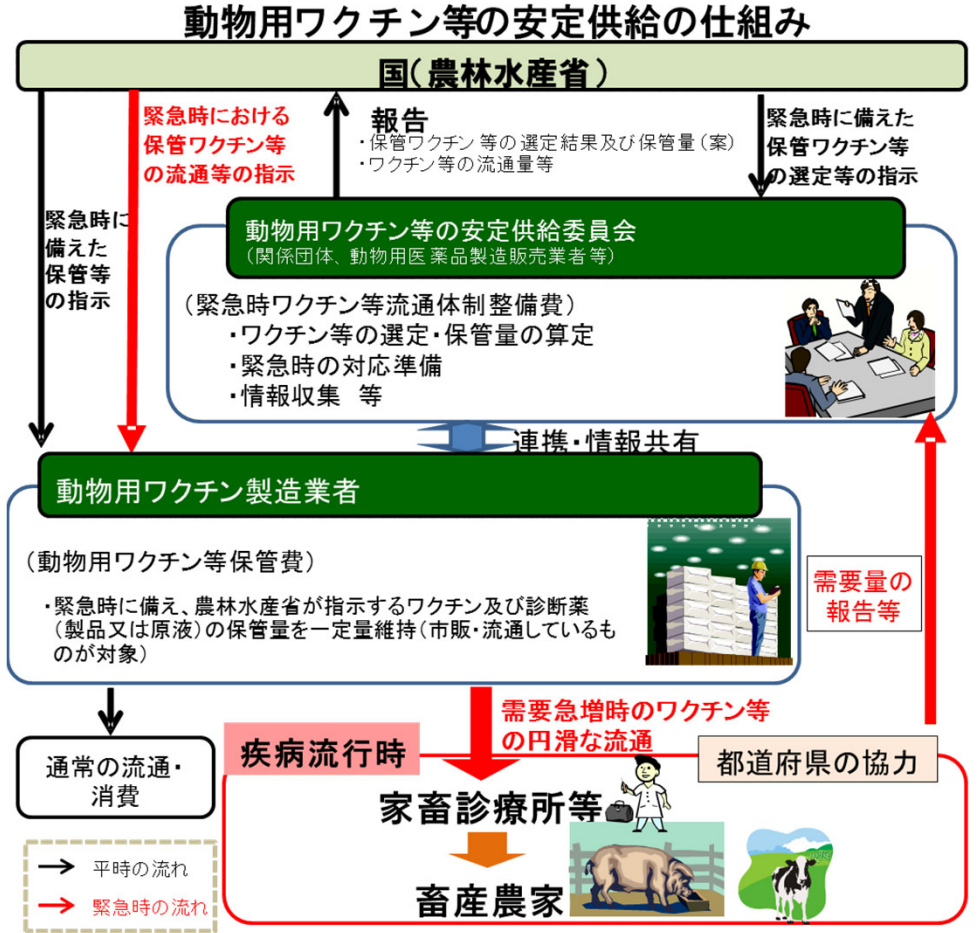 動物用ワクチン等の安定供給の仕組み
国(農林水産省)
緊急時における
保管ワクチン等
の流通等の指示
報告
・保管ワクチン等の選定結果及び保管量(案)
・ワクチン等の流通量等
緊急時に備えた
保管ワクチン等
の選定等の指示
緊急時に
備えた
保管等
の指示
動物用ワクチン等の安定供給委員会
(関係団体、動物用医薬品製造販売業者等)
(緊急時ワクチン等流通体制整備費)
・ワクチン等の選定・保管量の算定
・緊急時の対応準備
・情報収集 等
連携・情報共有
動物用ワクチン製造業者
(動物用ワクチン等保管費)
・緊急時に備え、農林水産省が指示するワクチン及び診断薬
(製品又は原液)の保管量を一定量維持(市販・流通しているも
のが対象)
需要量の
報告等
需要急増時のワクチン等
の円滑な流通
通常の流通・
消費
疾病流行時
都道府県の協力
家畜診療所等
畜産農家
平時の流れ
緊急時の流れ